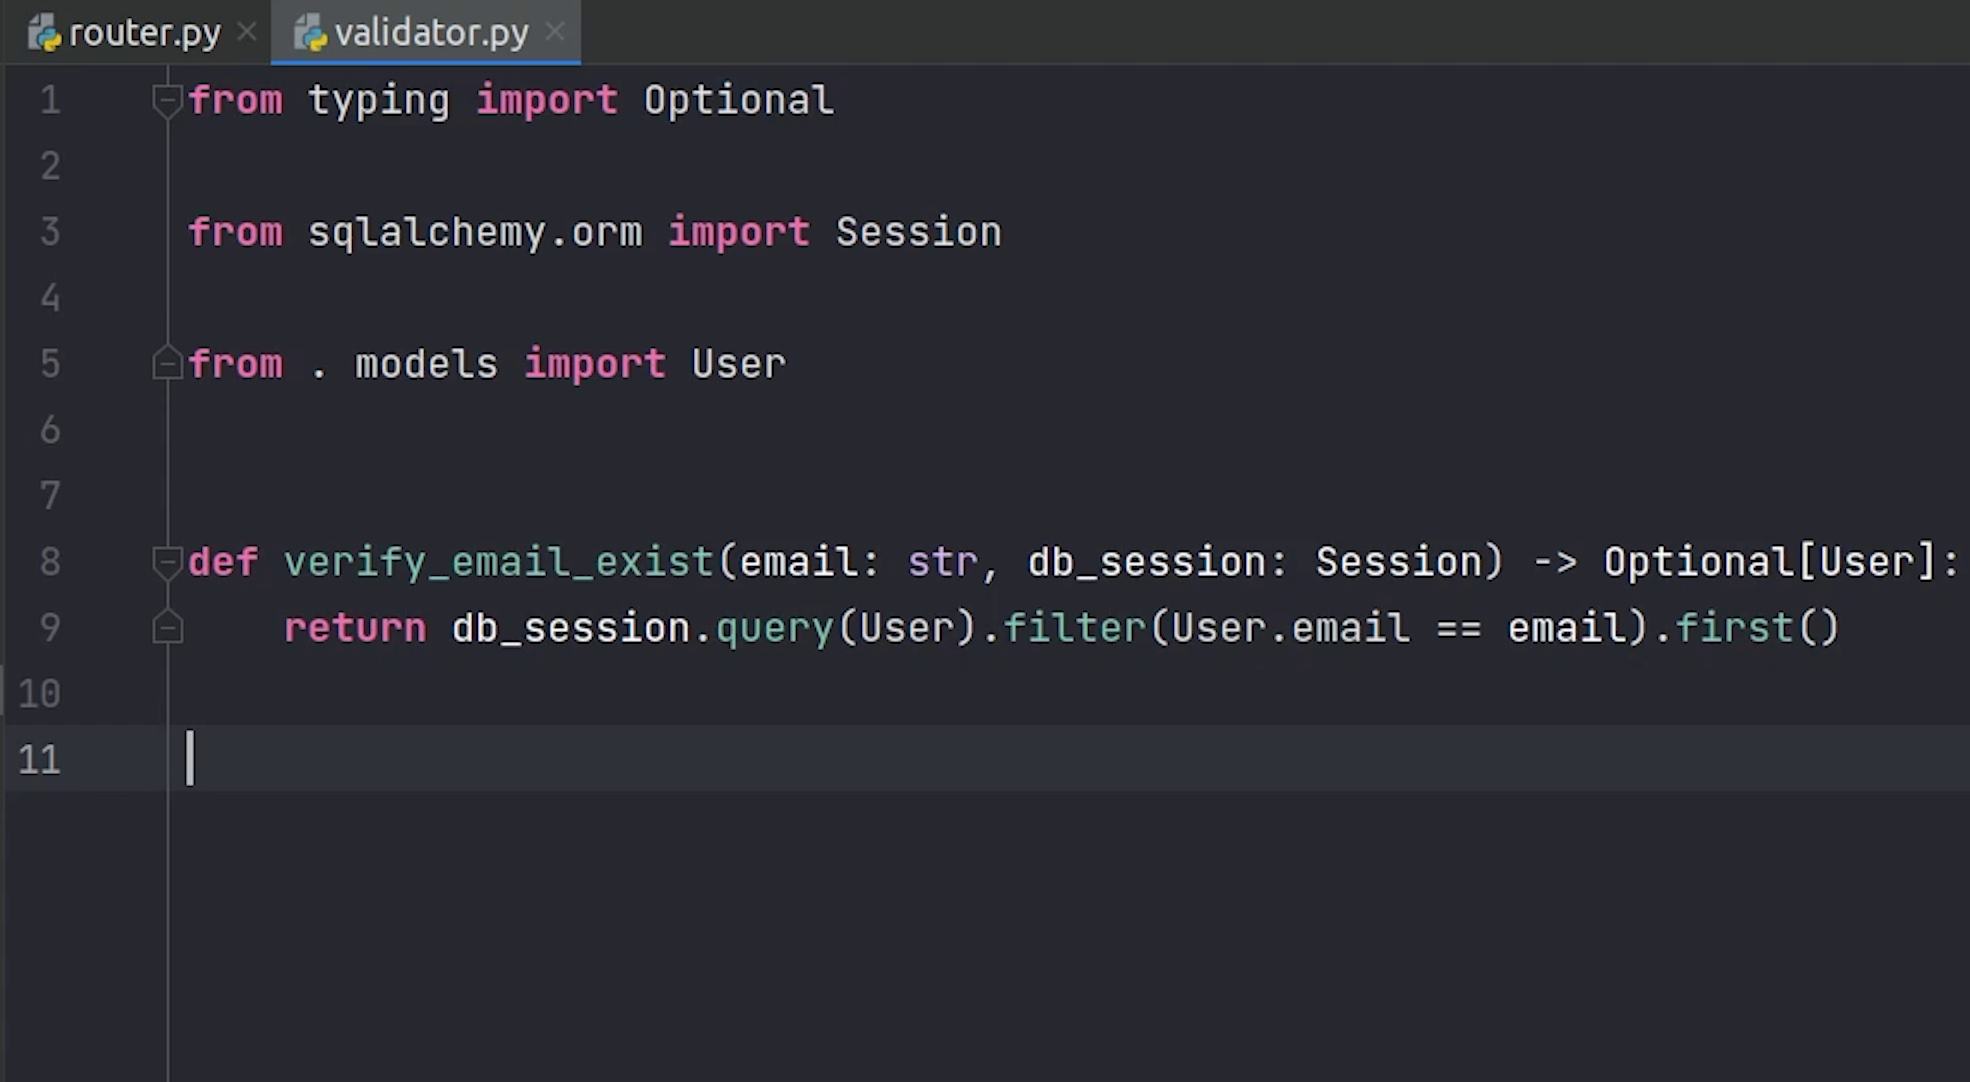 router.py validator.py
1 from typing import Optional
2
3 from sqlalchemy.orm import Session
4
5 from . models import User
6
7
8 def verify_email_exist(email: str, db_session: Session) -> Optional[User]:
9     return db_session.query(User).filter(User.email == email).first()
10
11